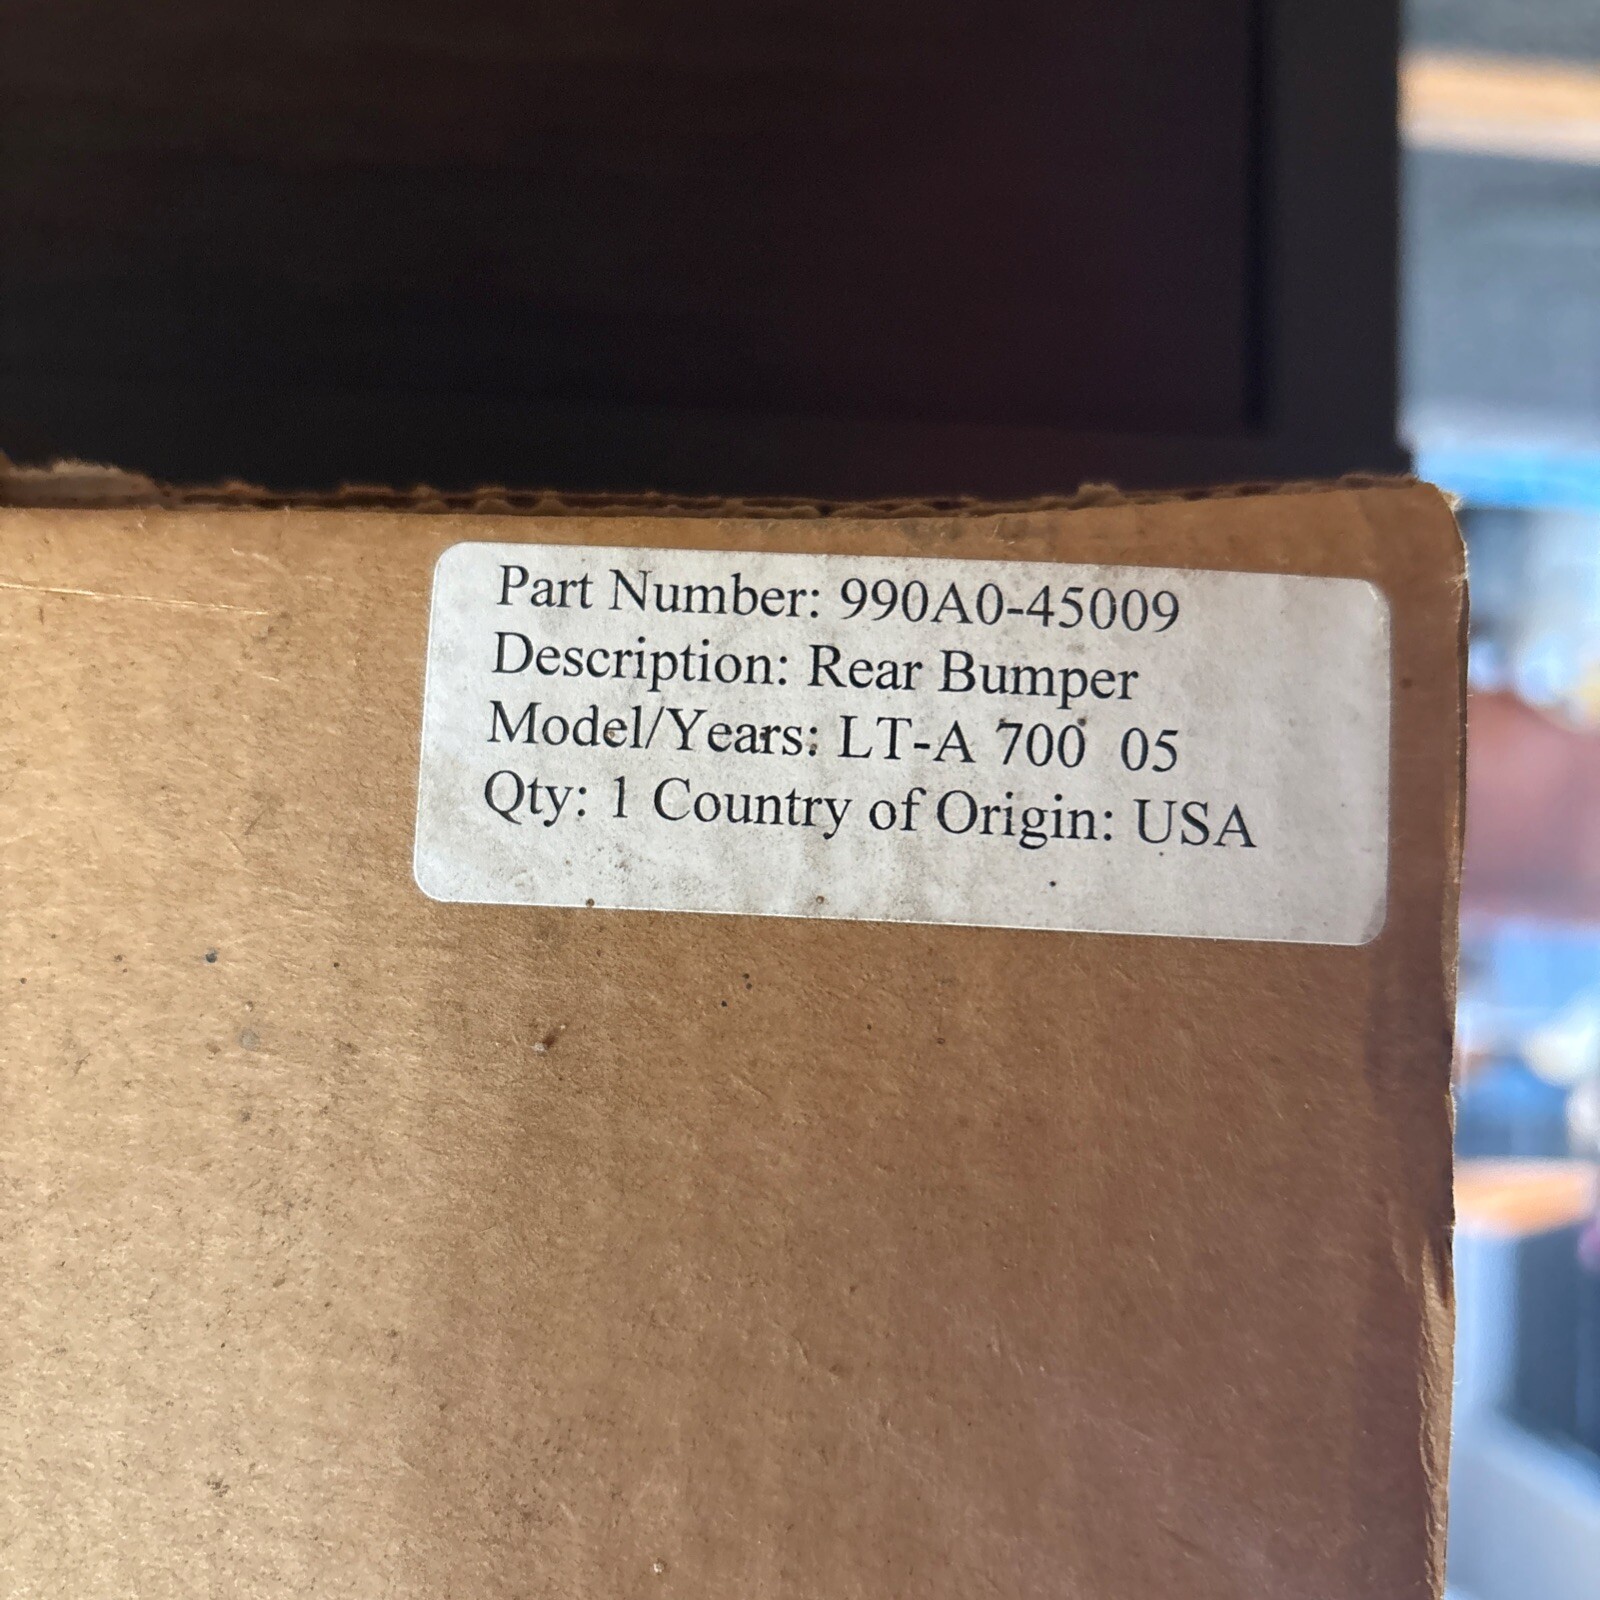 Part Number: 990A0-45009
Description: Rear Bumper
Model/Years: LT-A 700 05
Qty: 1 Country of Origin: USA